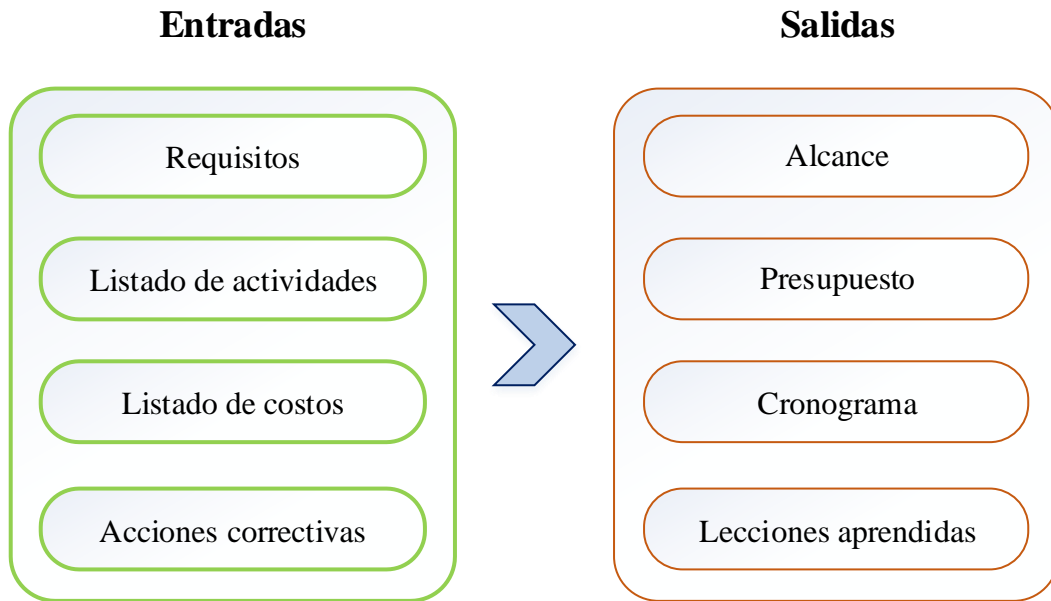 Entradas
Requisitos
Listado de actividades
Listado de costos
Acciones correctivas
Salidas
Alcance
Presupuesto
Cronograma
Lecciones aprendidas